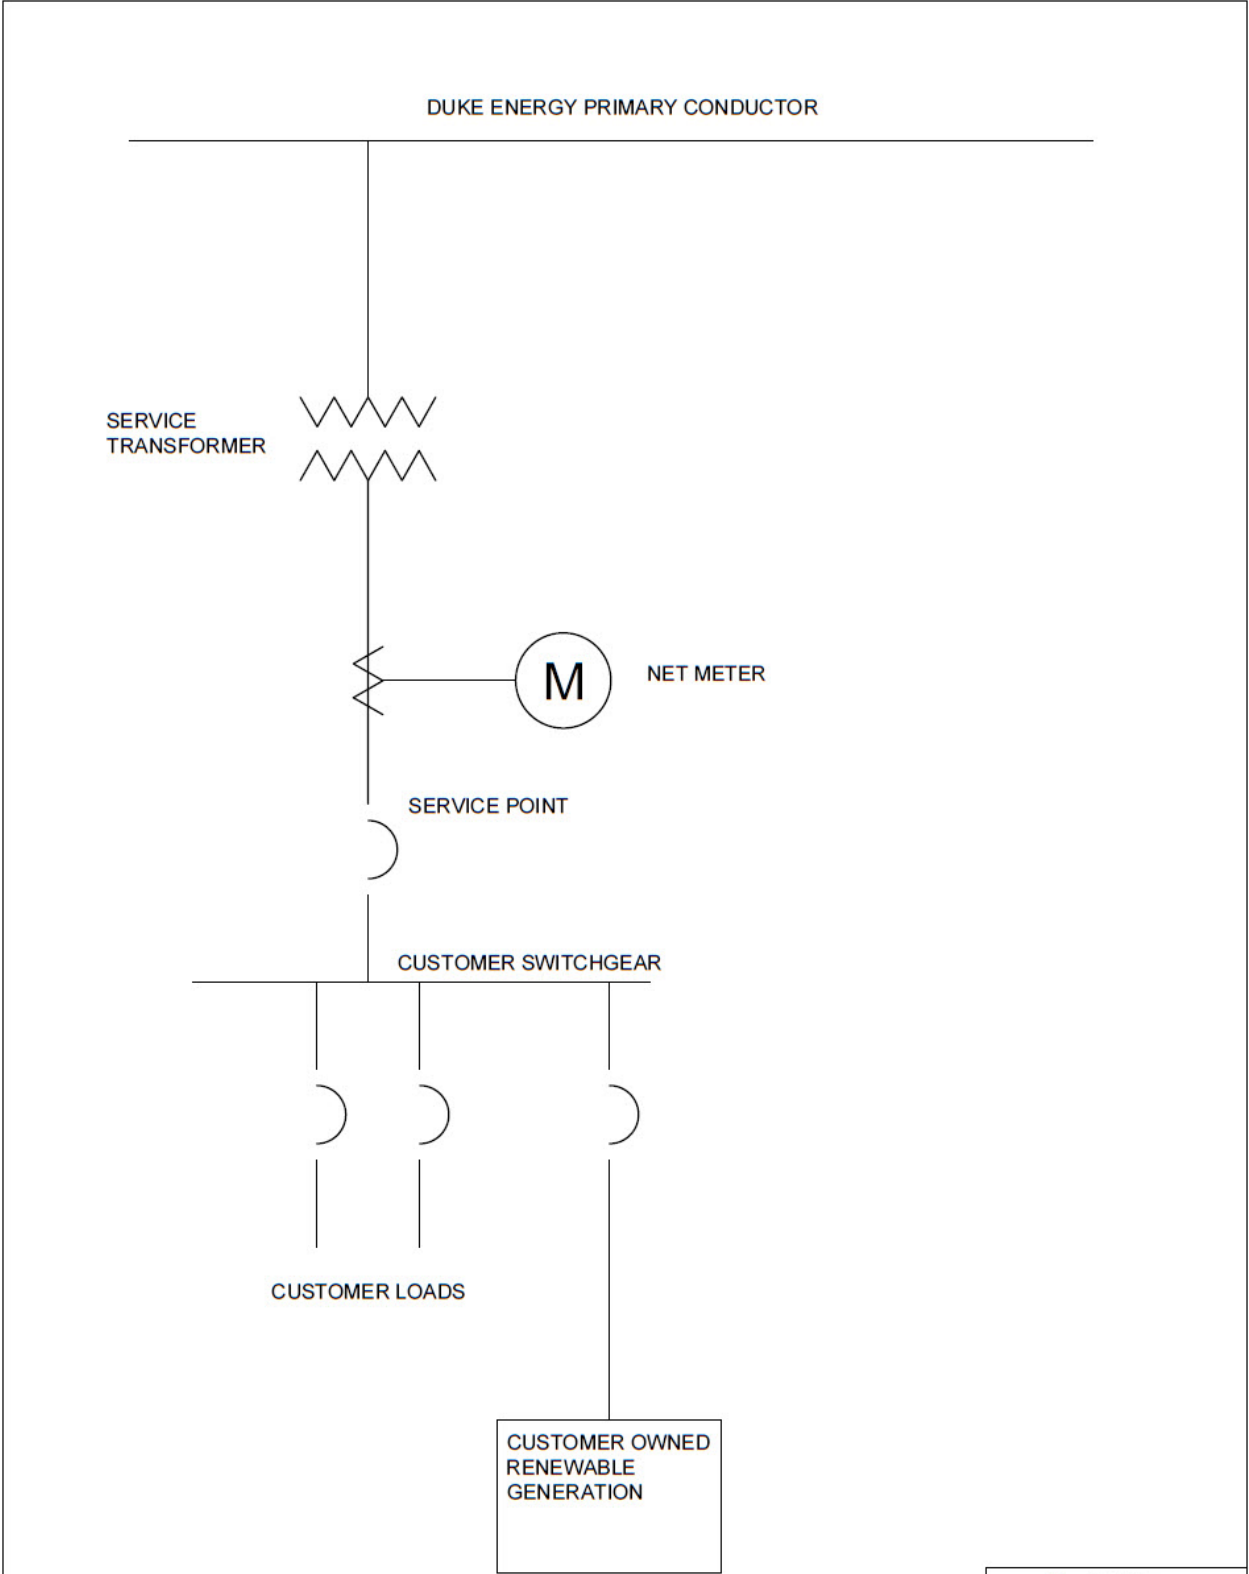 DUKE ENERGY PRIMARY CONDUCTOR
SERVICE
TRANSFORMER
M
NET METER
SERVICE POINT
CUSTOMER SWITCHGEAR
CUSTOMER LOADS
CUSTOMER OWNED
RENEWABLE
GENERATION